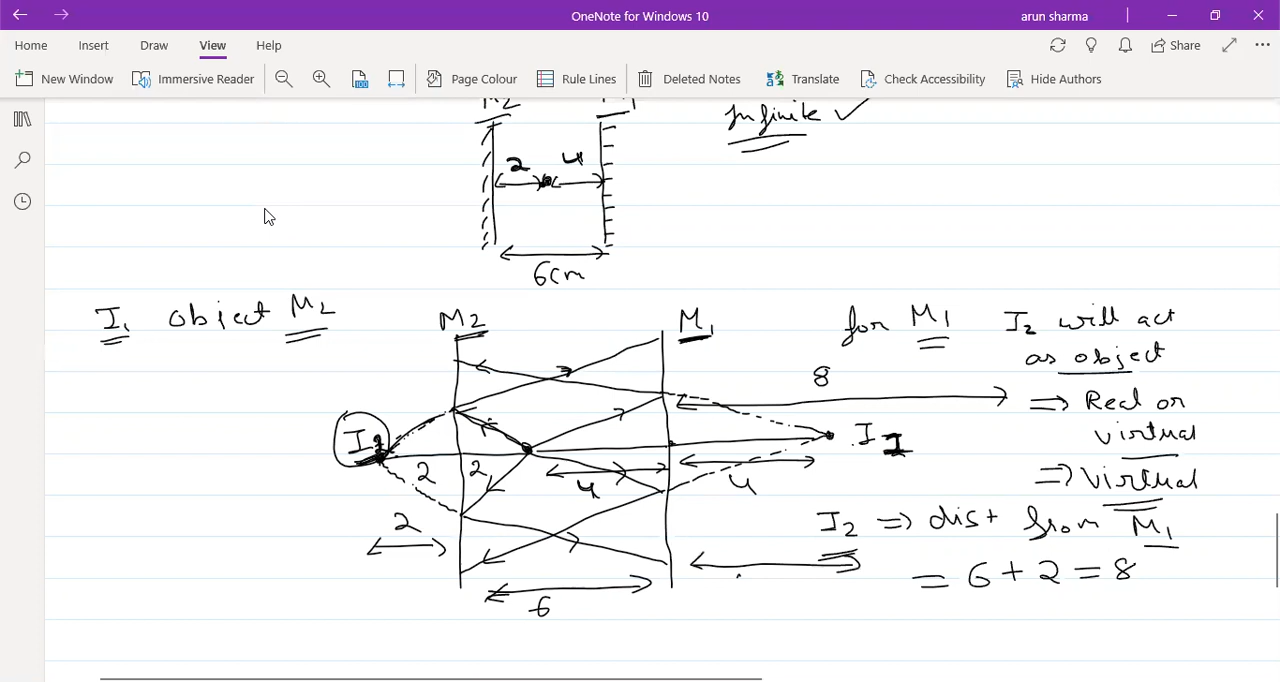 OneNote for Windows 10
arun sharma
Home Insert Draw View Help
Share
New Window Immersive Reader Page Colour Rule Lines Deleted Notes Translate Check Accessibility Hide Authors
M2
Infinite ✓
2 4
6cm
I1 object M2
M2 M1
for M1 I2 will act
as object
8
⇒ Real or
virtual
I2
I1
2 2 4 4
⇒ Virtual
2
I2 ⇒ dist from M1
= 6 + 2 = 8
6